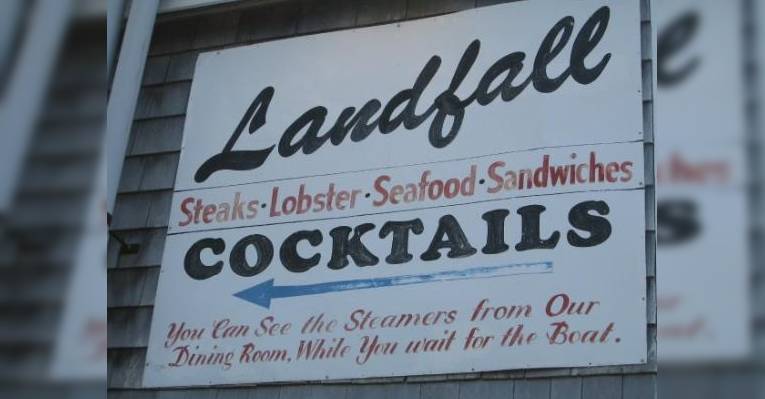 Landfall
Steaks·Lobster·Seafood·Sandwiches
COCKTAILS
You Can See the Steamers from Our
Dining Room, While You wait for the Boat.